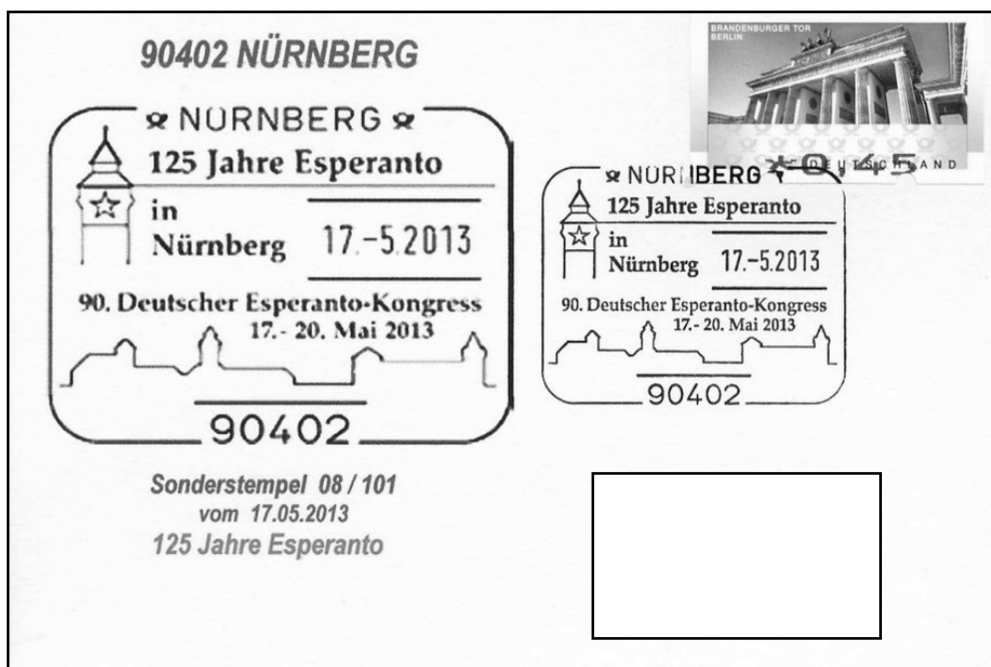 90402 NÜRNBERG
NÜRNBERG
125 Jahre Esperanto
in
Nürnberg
17.-5.2013
90. Deutscher Esperanto-Kongress
17.- 20. Mai 2013
90402
Sonderstempel 08 / 101
vom 17.05.2013
125 Jahre Esperanto
BRANDENBURGER TOR
BERLIN
DEUTSCHLAND
*0,45
NÜRNBERG
125 Jahre Esperanto
in
Nürnberg
17.-5.2013
90. Deutscher Esperanto-Kongress
17.- 20. Mai 2013
90402